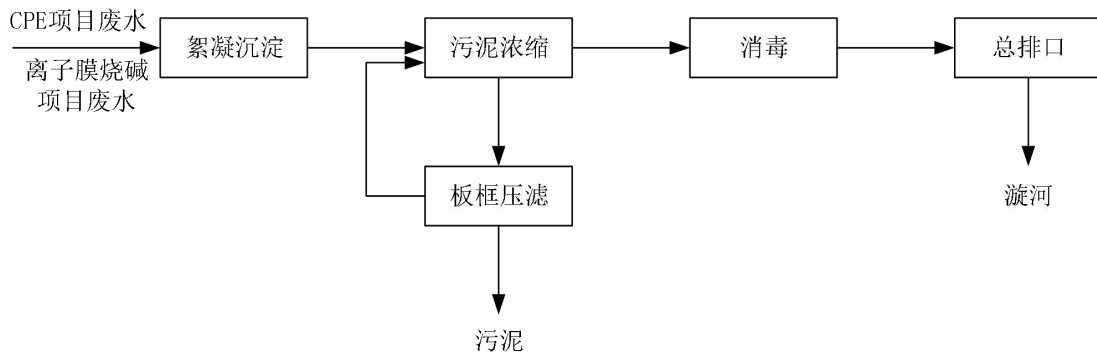 CPE项目废水
离子膜烧碱
项目废水
絮凝沉淀
污泥浓缩
消毒
总排口
板框压滤
漩河
污泥